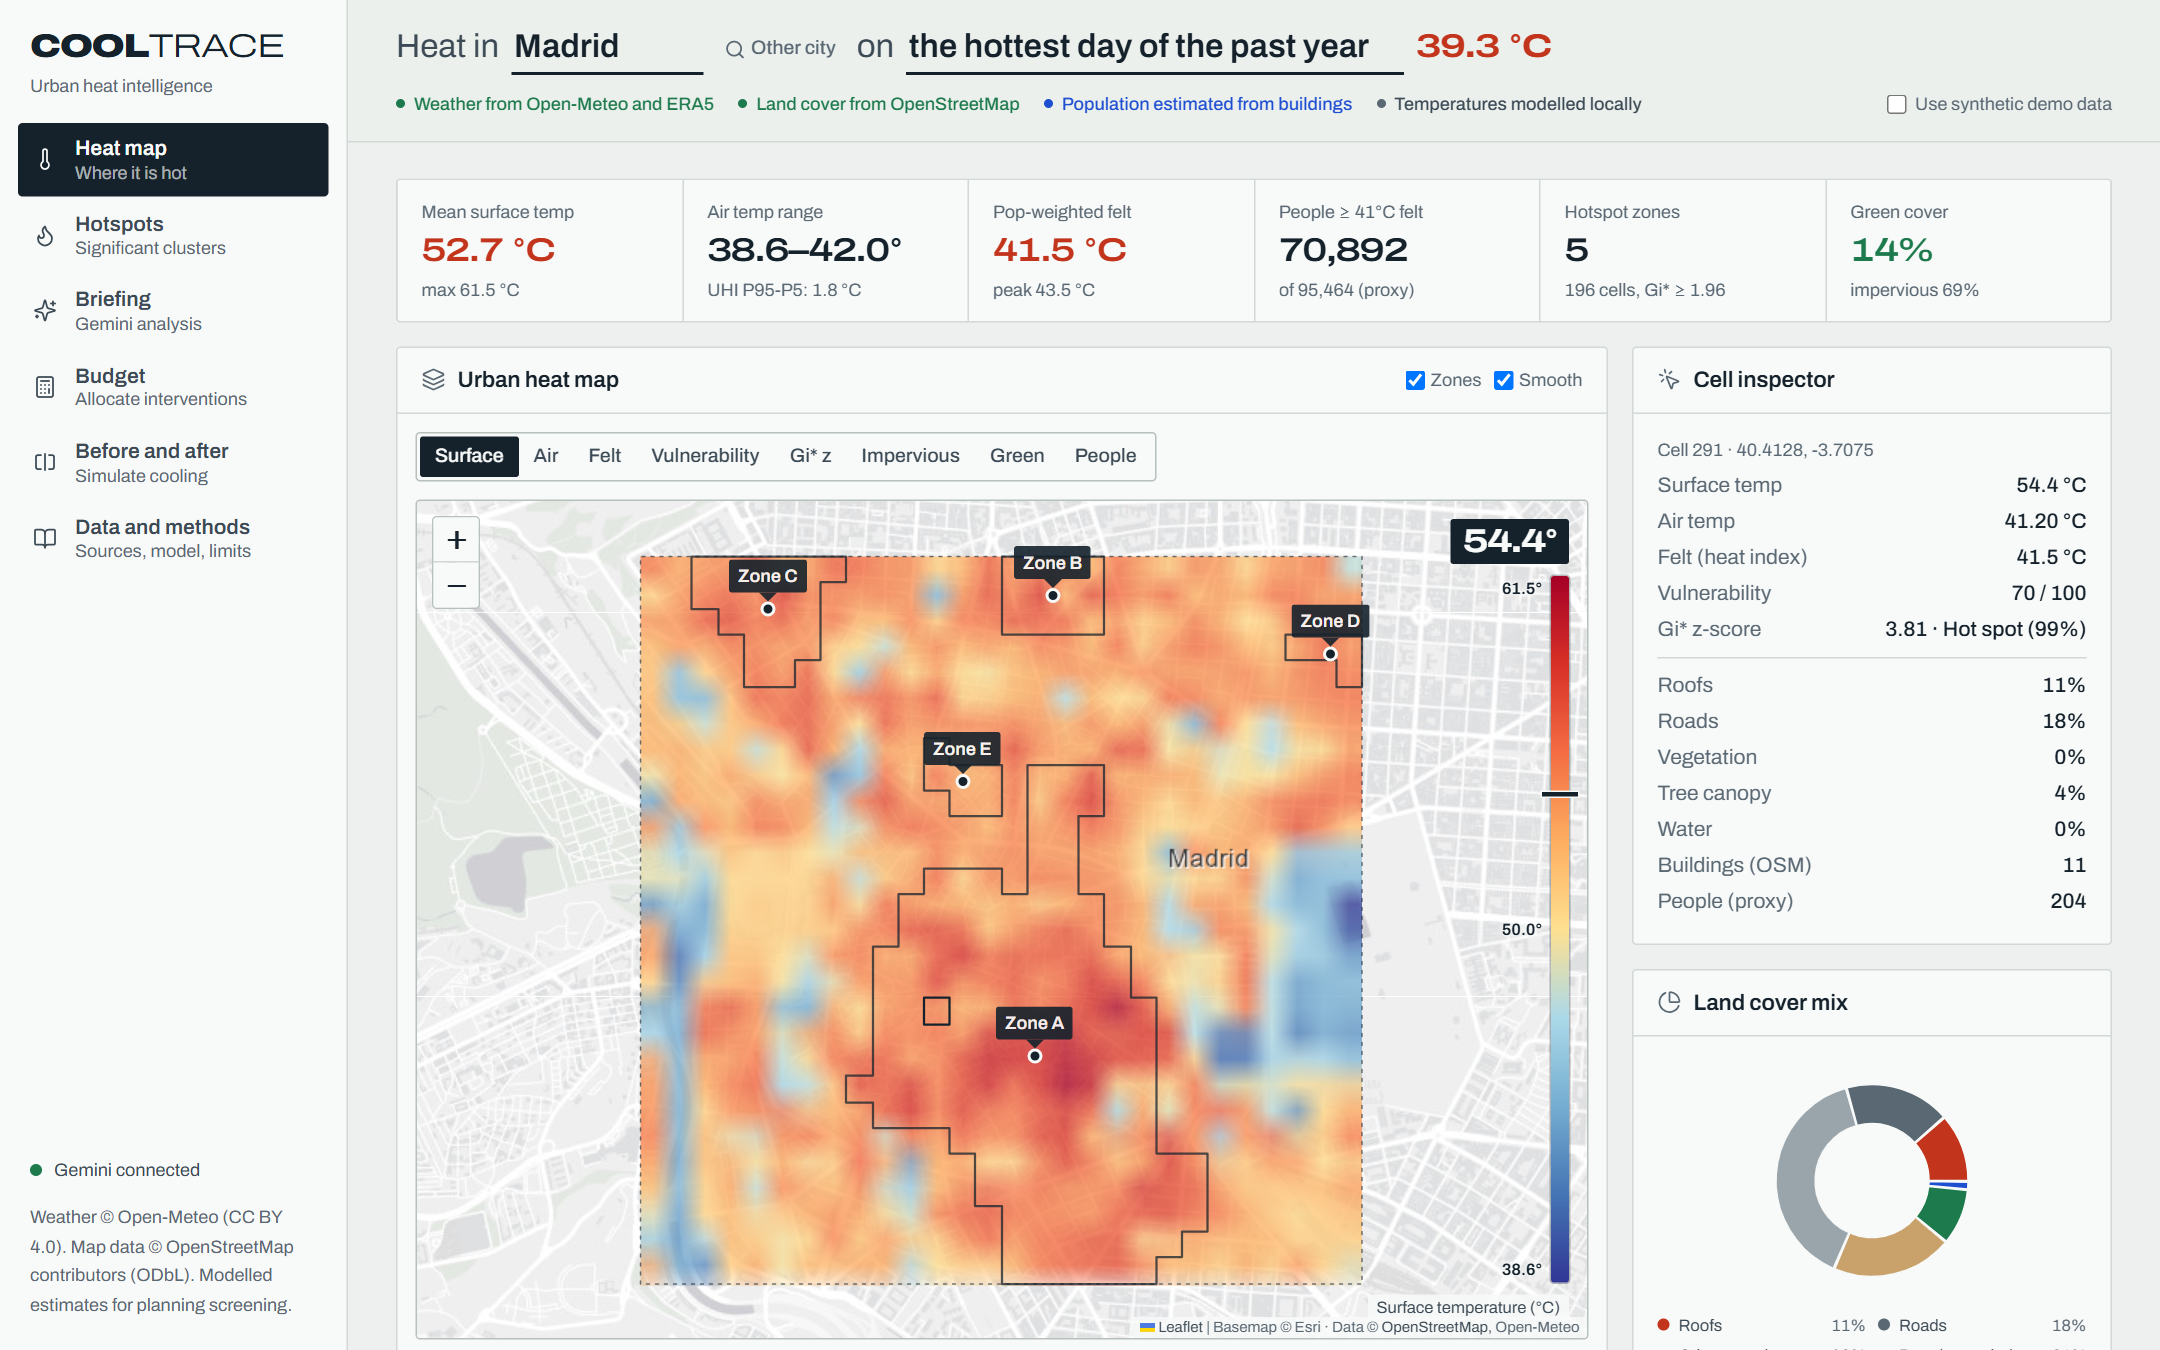 COOLTRACE
Urban heat intelligence
Heat map
Where it is hot
Hotspots
Significant clusters
Briefing
Gemini analysis
Budget
Allocate interventions
Before and after
Simulate cooling
Data and methods
Sources, model, limits
Gemini connected
Weather © Open-Meteo (CC BY
4.0). Map data © OpenStreetMap
contributors (ODbL). Modelled
estimates for planning screening.
Heat in Madrid Other city on the hottest day of the past year 39.3 °C
Weather from Open-Meteo and ERA5 Land cover from OpenStreetMap Population estimated from buildings Temperatures modelled locally Use synthetic demo data
Mean surface temp
52.7 °C
max 61.5 °C
Air temp range
38.6–42.0°
UHI P95-P5: 1.8 °C
Pop-weighted felt
41.5 °C
peak 43.5 °C
People ≥ 41°C felt
70,892
of 95,464 (proxy)
Hotspot zones
5
196 cells, Gi* ≥ 1.96
Green cover
14%
impervious 69%
Urban heat map Zones Smooth
Surface Air Felt Vulnerability Gi* z Impervious Green People
+
−
54.4°
61.5°
50.0°
38.6°
Zone C
Zone B
Zone D
Zone E
Madrid
Zone A
Surface temperature (°C)
Leaflet | Basemap © Esri · Data © OpenStreetMap, Open-Meteo
Cell inspector
Cell 291 · 40.4128, -3.7075
Surface temp 54.4 °C
Air temp 41.20 °C
Felt (heat index) 41.5 °C
Vulnerability 70 / 100
Gi* z-score 3.81 · Hot spot (99%)
Roofs 11%
Roads 18%
Vegetation 0%
Tree canopy 4%
Water 0%
Buildings (OSM) 11
People (proxy) 204
Land cover mix
Roofs 11% Roads 18%